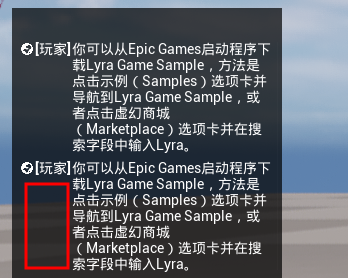 [玩家]你可以从Epic Games启动程序下
载Lyra Game Sample，方法是
点击示例（Samples）选项卡并
导航到Lyra Game Sample，或
者点击虚幻商城
（Marketplace）选项卡并在搜
索字段中输入Lyra。
[玩家]你可以从Epic Games启动程序下
载Lyra Game Sample，方法是
点击示例（Samples）选项卡并
导航到Lyra Game Sample，或
者点击虚幻商城
（Marketplace）选项卡并在搜
索字段中输入Lyra。